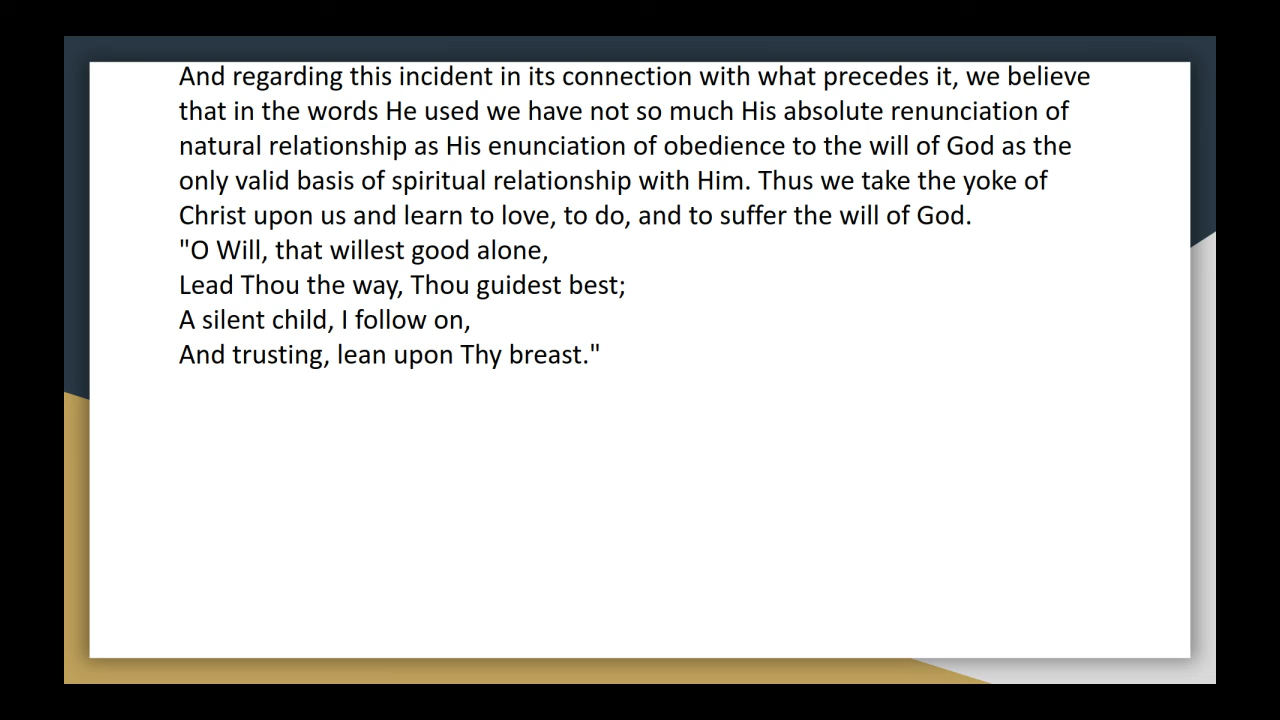 And regarding this incident in its connection with what precedes it, we believe
that in the words He used we have not so much His absolute renunciation of
natural relationship as His enunciation of obedience to the will of God as the
only valid basis of spiritual relationship with Him. Thus we take the yoke of
Christ upon us and learn to love, to do, and to suffer the will of God.
"O Will, that willest good alone,
Lead Thou the way, Thou guidest best;
A silent child, I follow on,
And trusting, lean upon Thy breast."